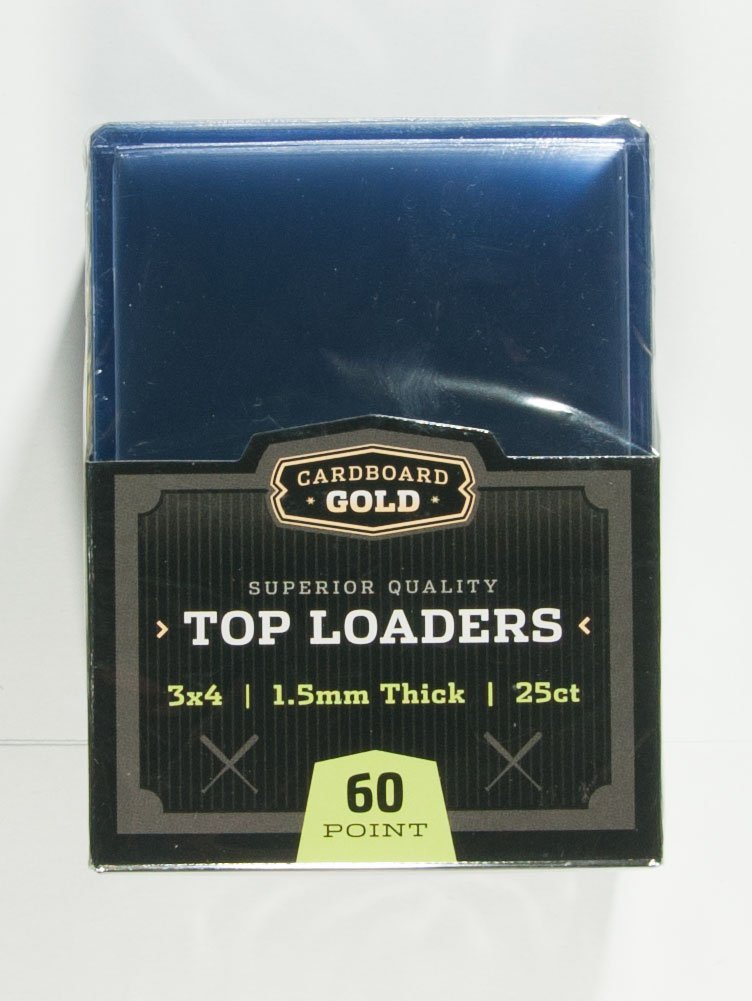 CARDBOARD
GOLD
SUPERIOR QUALITY
TOP LOADERS
3x4 | 1.5mm Thick | 25ct
60
POINT